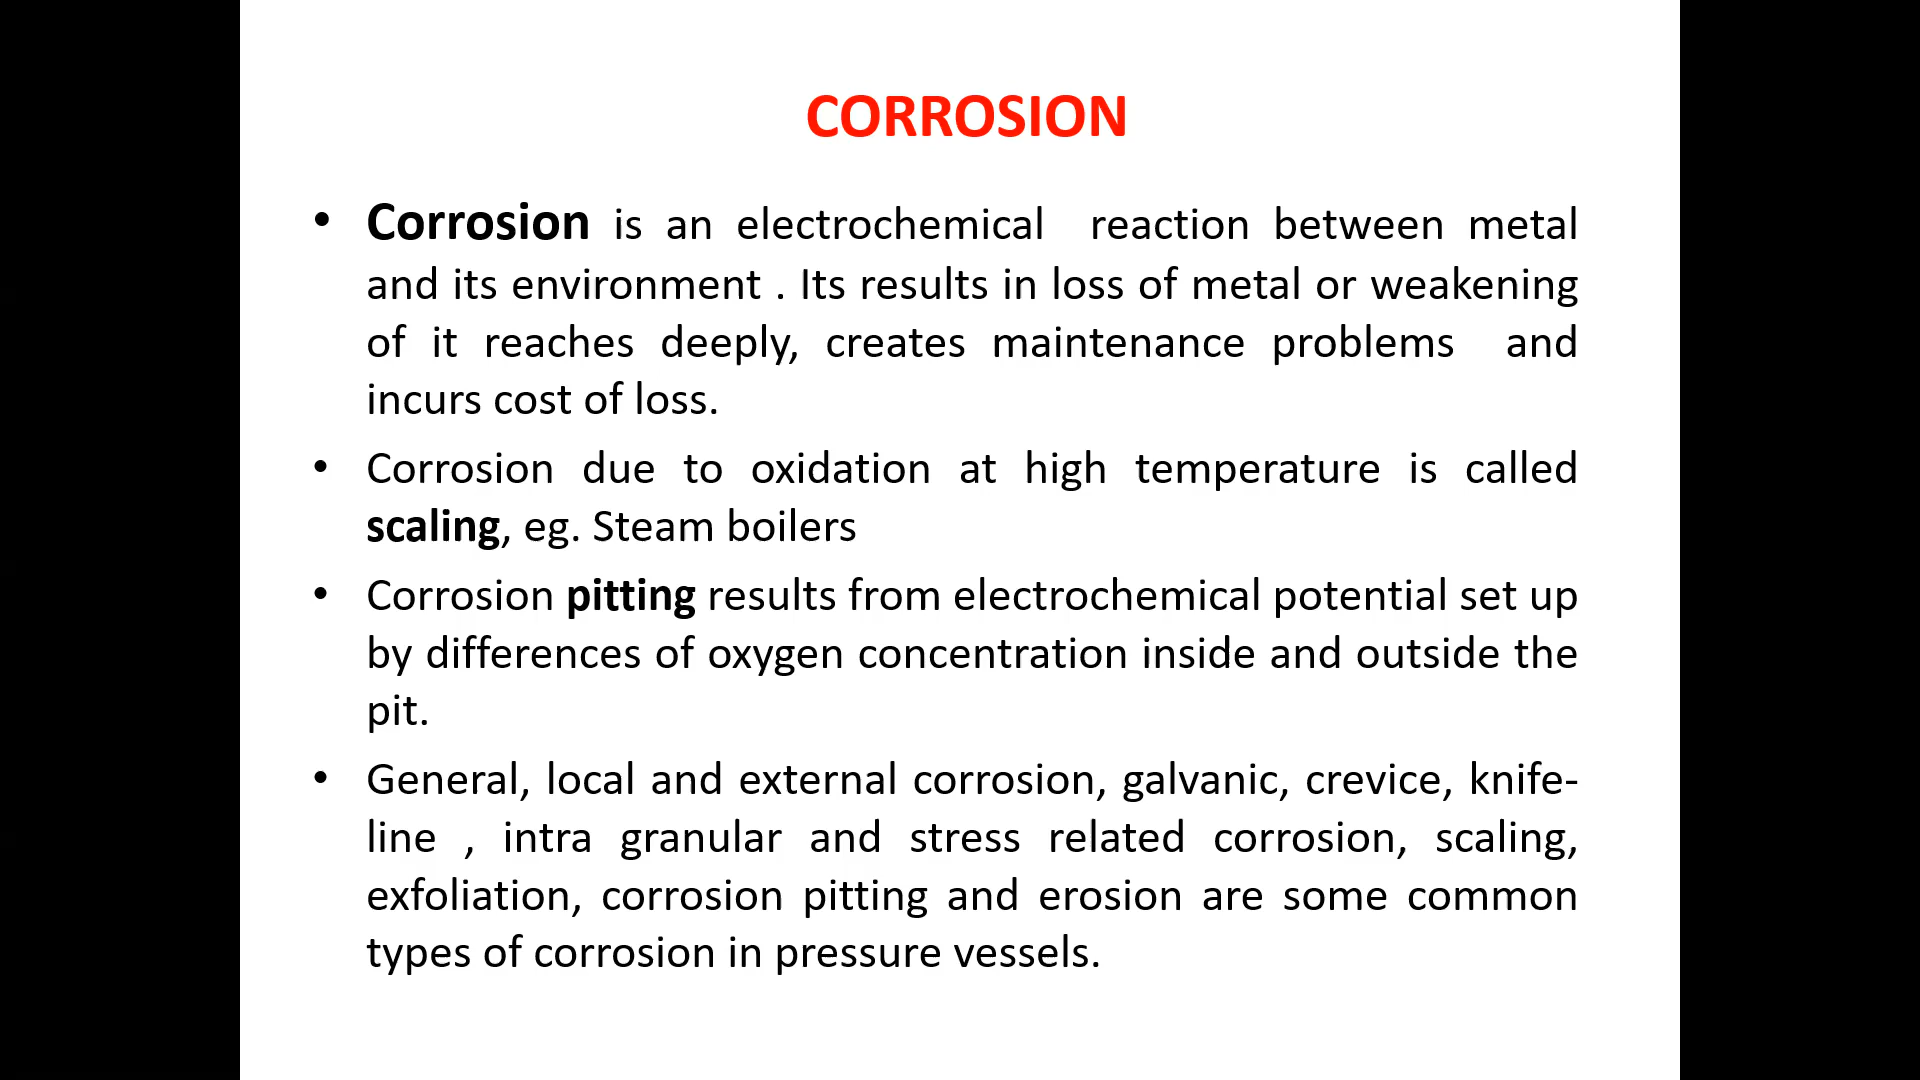 CORROSION
• Corrosion is an electrochemical reaction between metal
and its environment . Its results in loss of metal or weakening
of it reaches deeply, creates maintenance problems and
incurs cost of loss.
• Corrosion due to oxidation at high temperature is called
scaling, eg. Steam boilers
• Corrosion pitting results from electrochemical potential set up
by differences of oxygen concentration inside and outside the
pit.
• General, local and external corrosion, galvanic, crevice, knife-
line , intra granular and stress related corrosion, scaling,
exfoliation, corrosion pitting and erosion are some common
types of corrosion in pressure vessels.